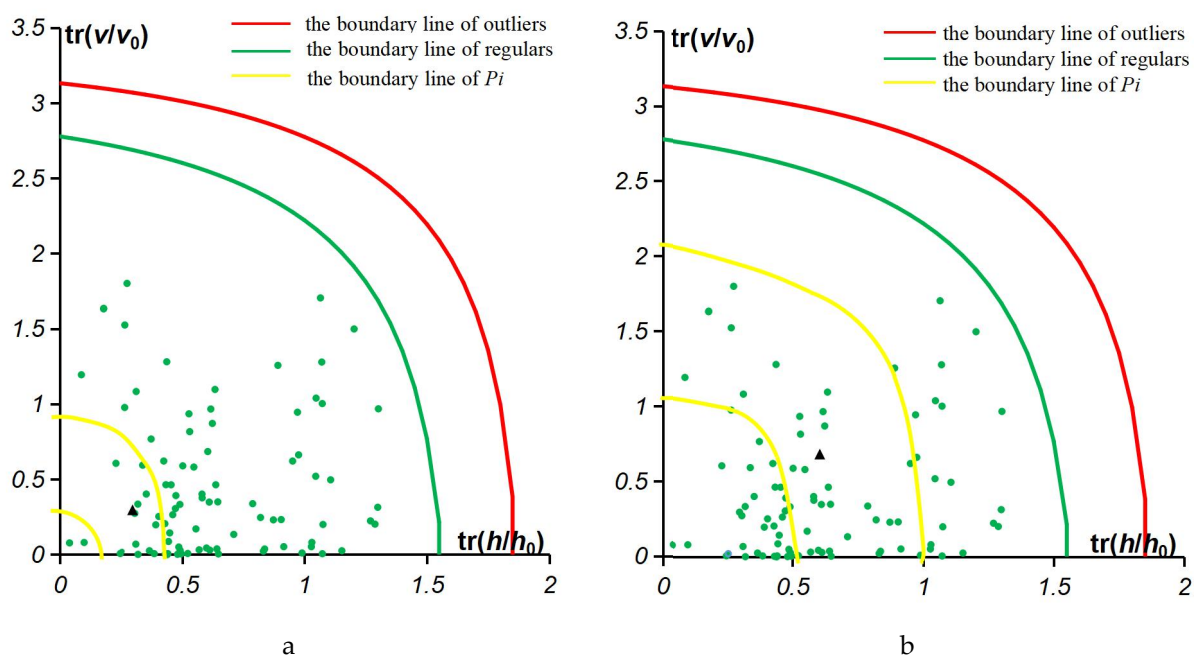 tr(v/v0)
the boundary line of outliers
the boundary line of regulars
the boundary line of Pi
3.5
3
2.5
2
1.5
1
0.5
0
tr(h/h0)
0
0.5
1
1.5
2
a
tr(v/v0)
the boundary line of outliers
the boundary line of regulars
the boundary line of Pi
3.5
3
2.5
2
1.5
1
0.5
0
tr(h/h0)
0
0.5
1
1.5
2
b